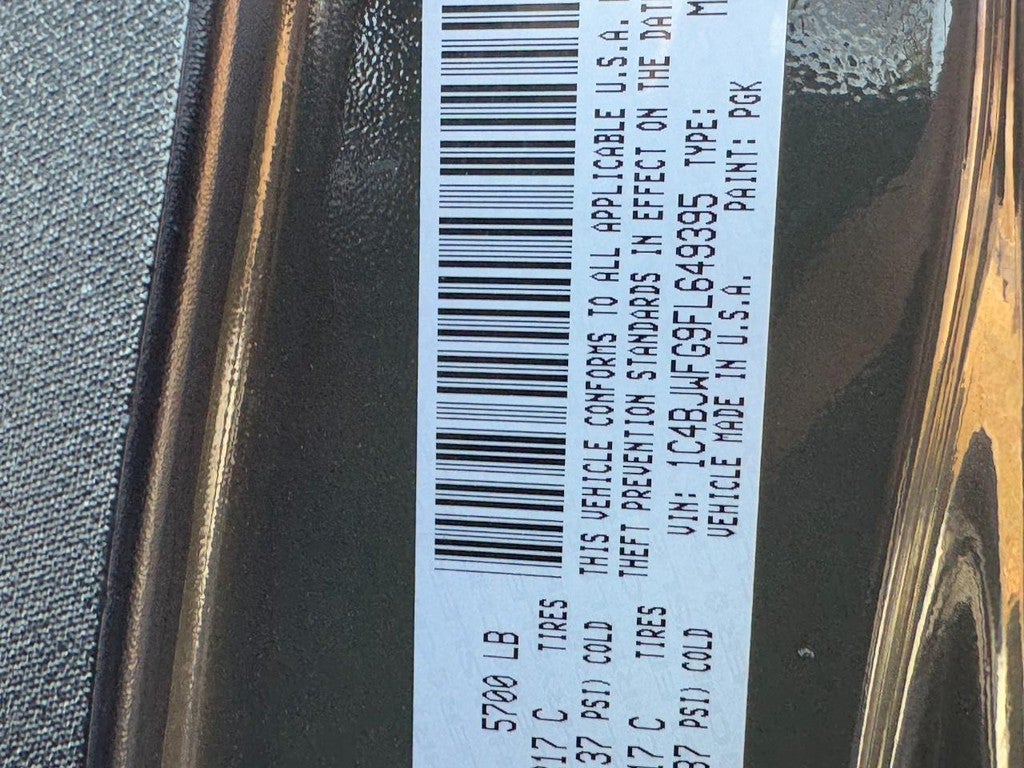 5700 LB
17 C TIRES
37 PSI) COLD
17 C TIRES
37 PSI) COLD
THIS VEHICLE CONFORMS TO ALL APPLICABLE U.S.A.
THEFT PREVENTION STANDARDS IN EFFECT ON THE DAT
VIN: 1C4BJWFG9FL649395 TYPE: M
VEHICLE MADE IN U.S.A. PAINT: PGK